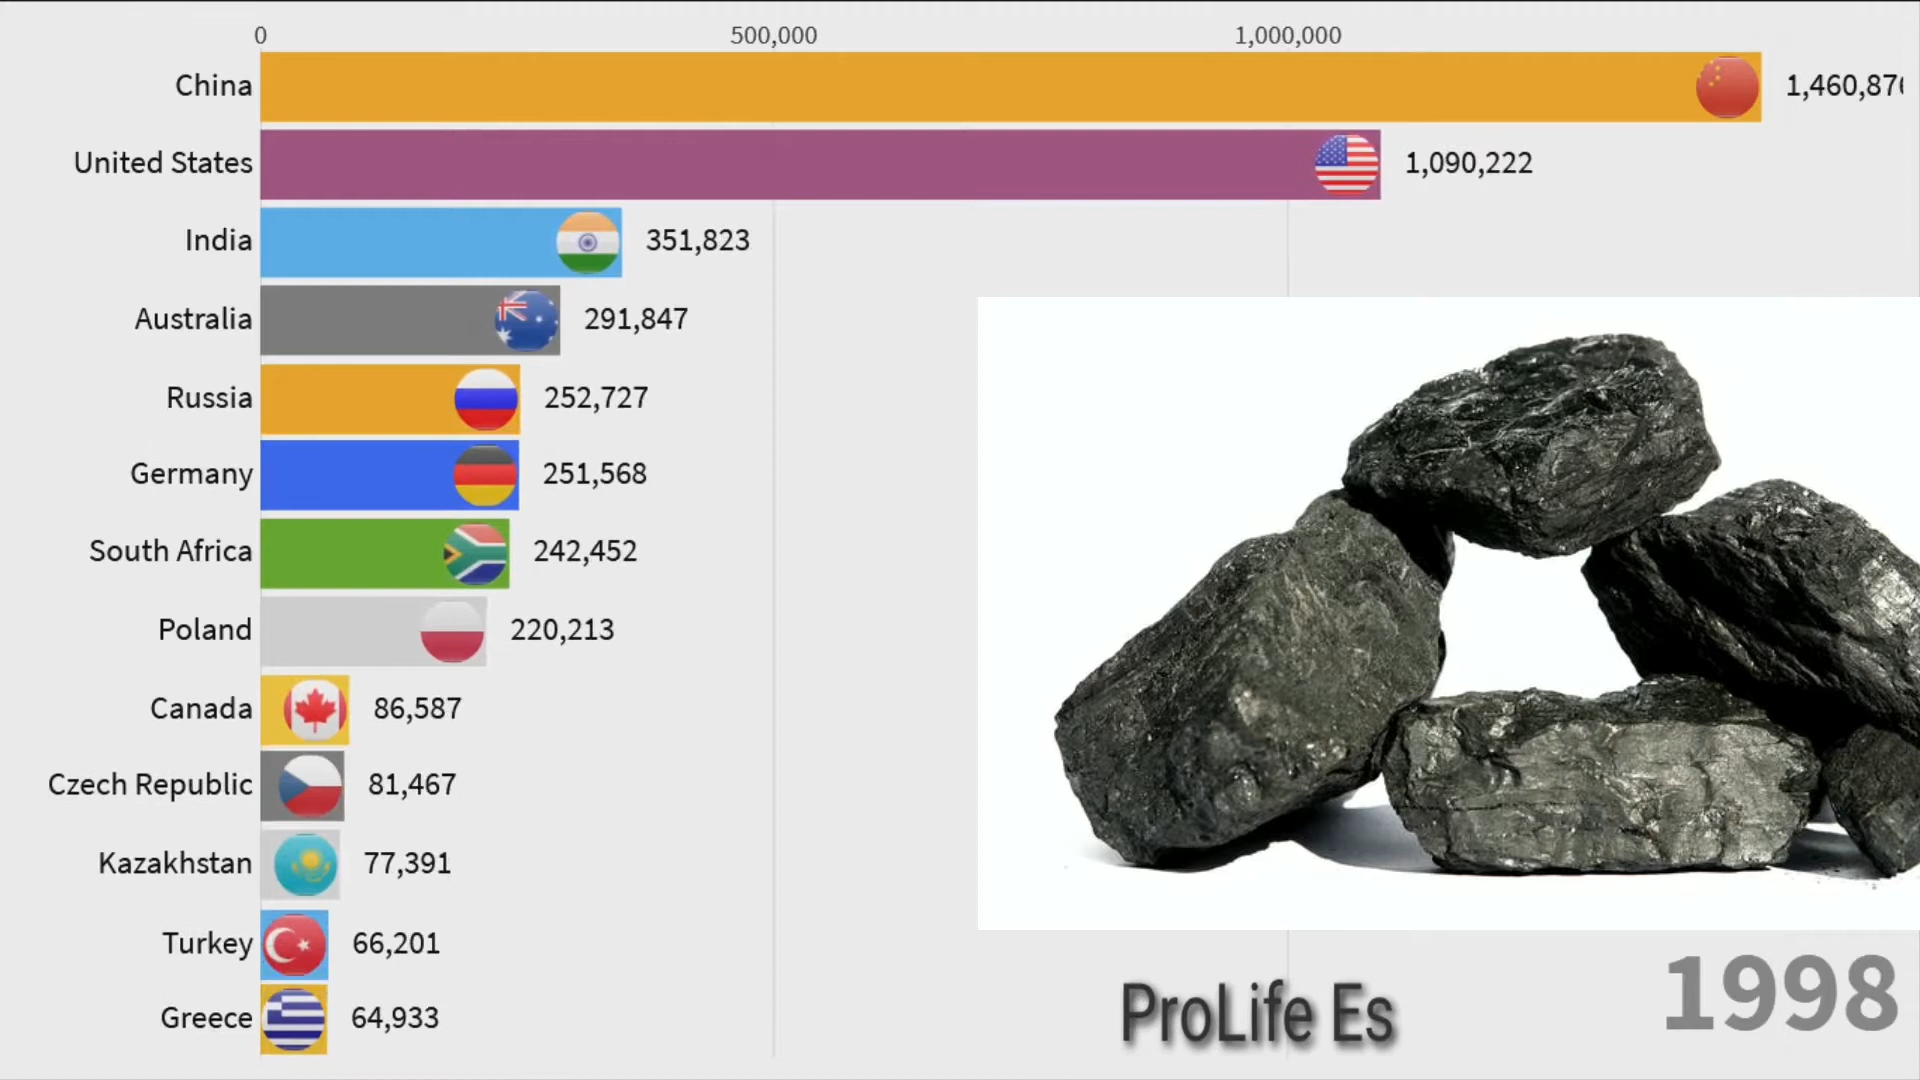 0 500,000 1,000,000
China
United States 1,090,222
India 351,823
Australia 291,847
Russia 252,727
Germany 251,568
South Africa 242,452
Poland 220,213
Canada 86,587
Czech Republic 81,467
Kazakhstan 77,391
Turkey 66,201
Greece 64,933
ProLife Es
1998